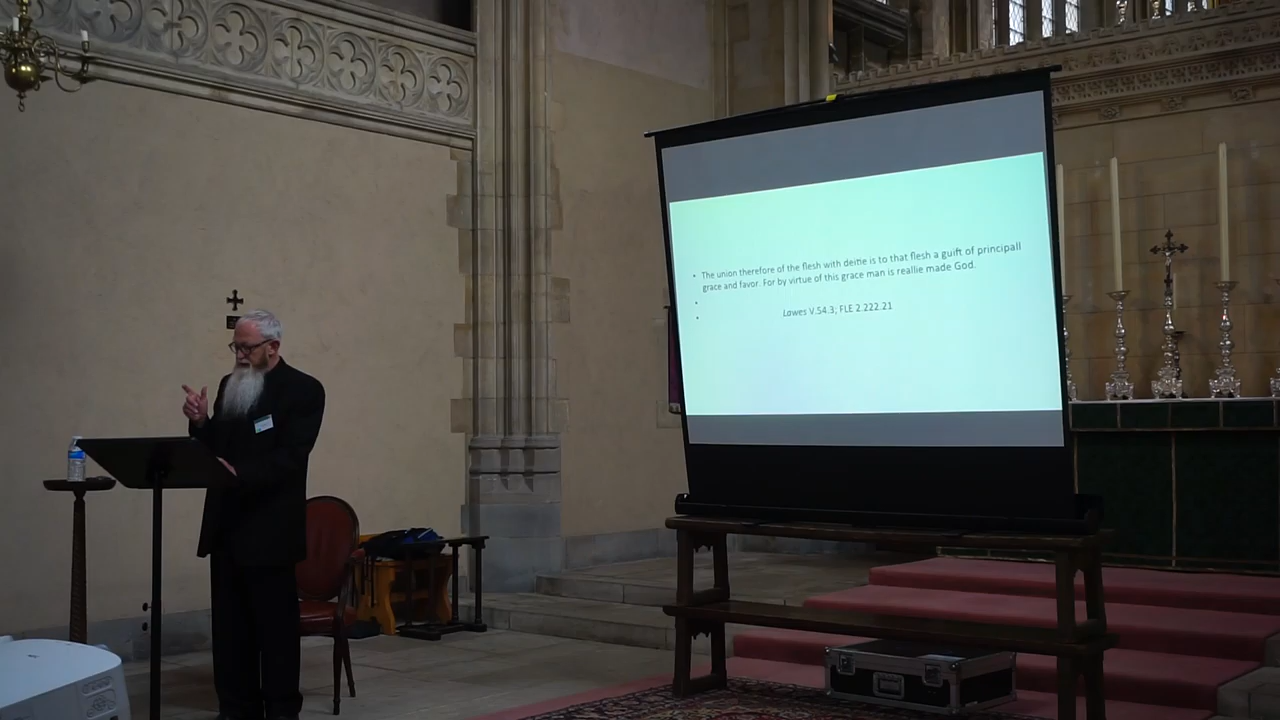 • The union therefore of the flesh with deitie is to that flesh a guift of principall
grace and favor. For by virtue of this grace man is reallie made God.
•
• Lawes V.54.3; FLE 2.222.21